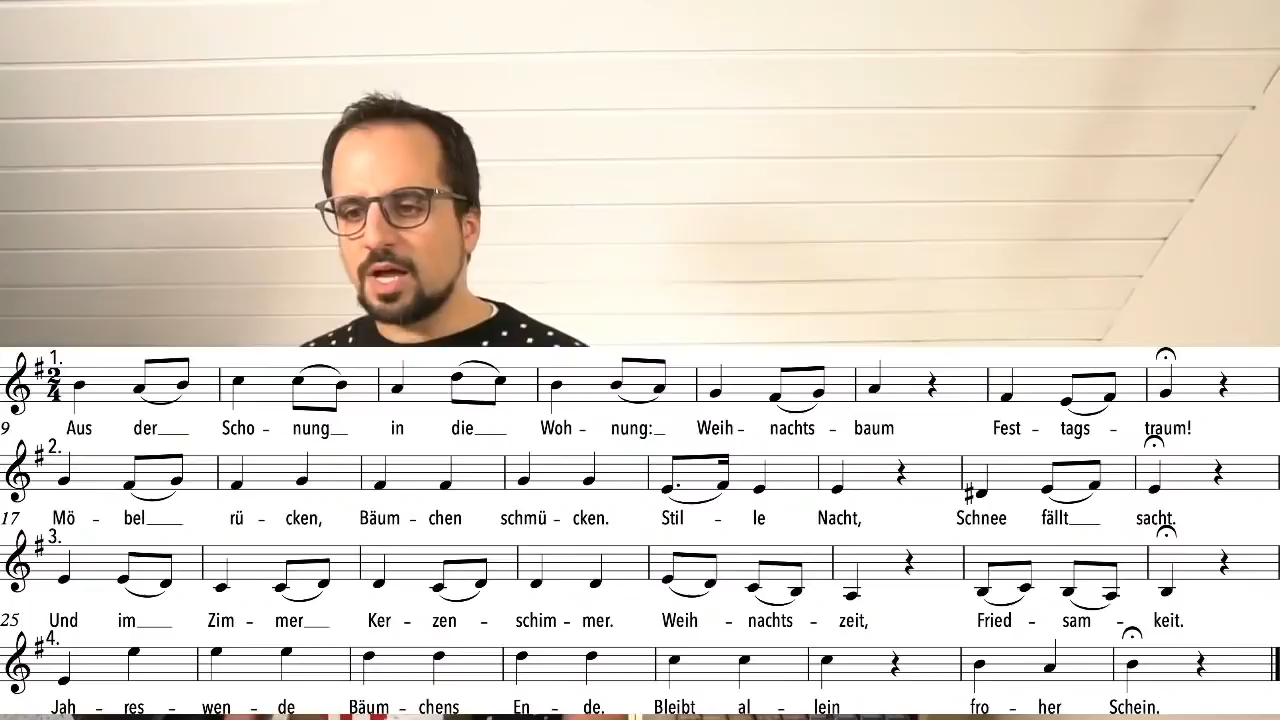 1.
2
4
Aus der___ Scho - nung__ in die___ Woh - nung:_ Weih - nachts - baum Fest - tags - traum!
9
2.
Mö - bel___ rü - cken, Bäum - chen schmü - cken. Stil - le Nacht, Schnee fällt___ sacht.
17
3.
Und im___ Zim - mer___ Ker - zen - schim - mer. Weih - nachts - zeit, Fried - sam - keit.
25
4.
Jah - res - wen - de Bäum - chens En - de. Bleibt al - lein fro - her Schein.